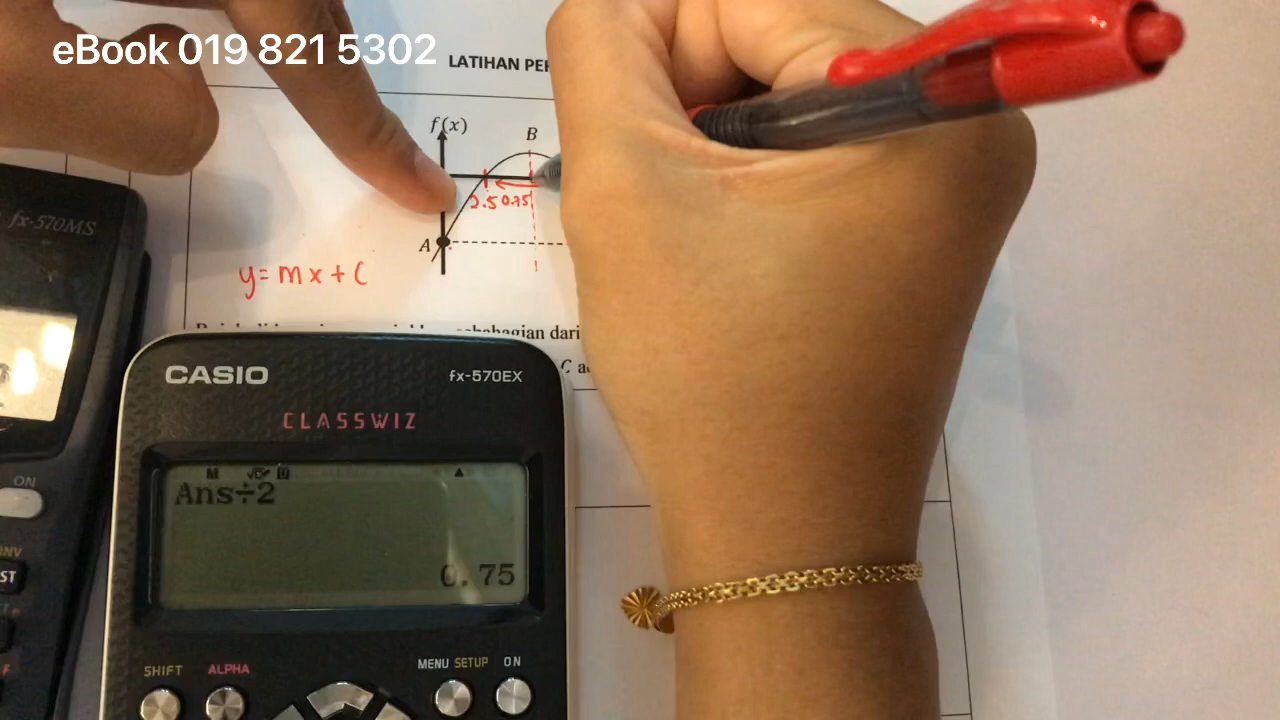 eBook 019 821 5302
LATIHAN
f(x)
B
2.5 0.75
A
y = mx + C
fx-570MS
dari
C
CASIO
fx-570EX
CLASSWIZ
Ans÷2
0.75
ON
SHIFT ALPHA MENU SETUP ON